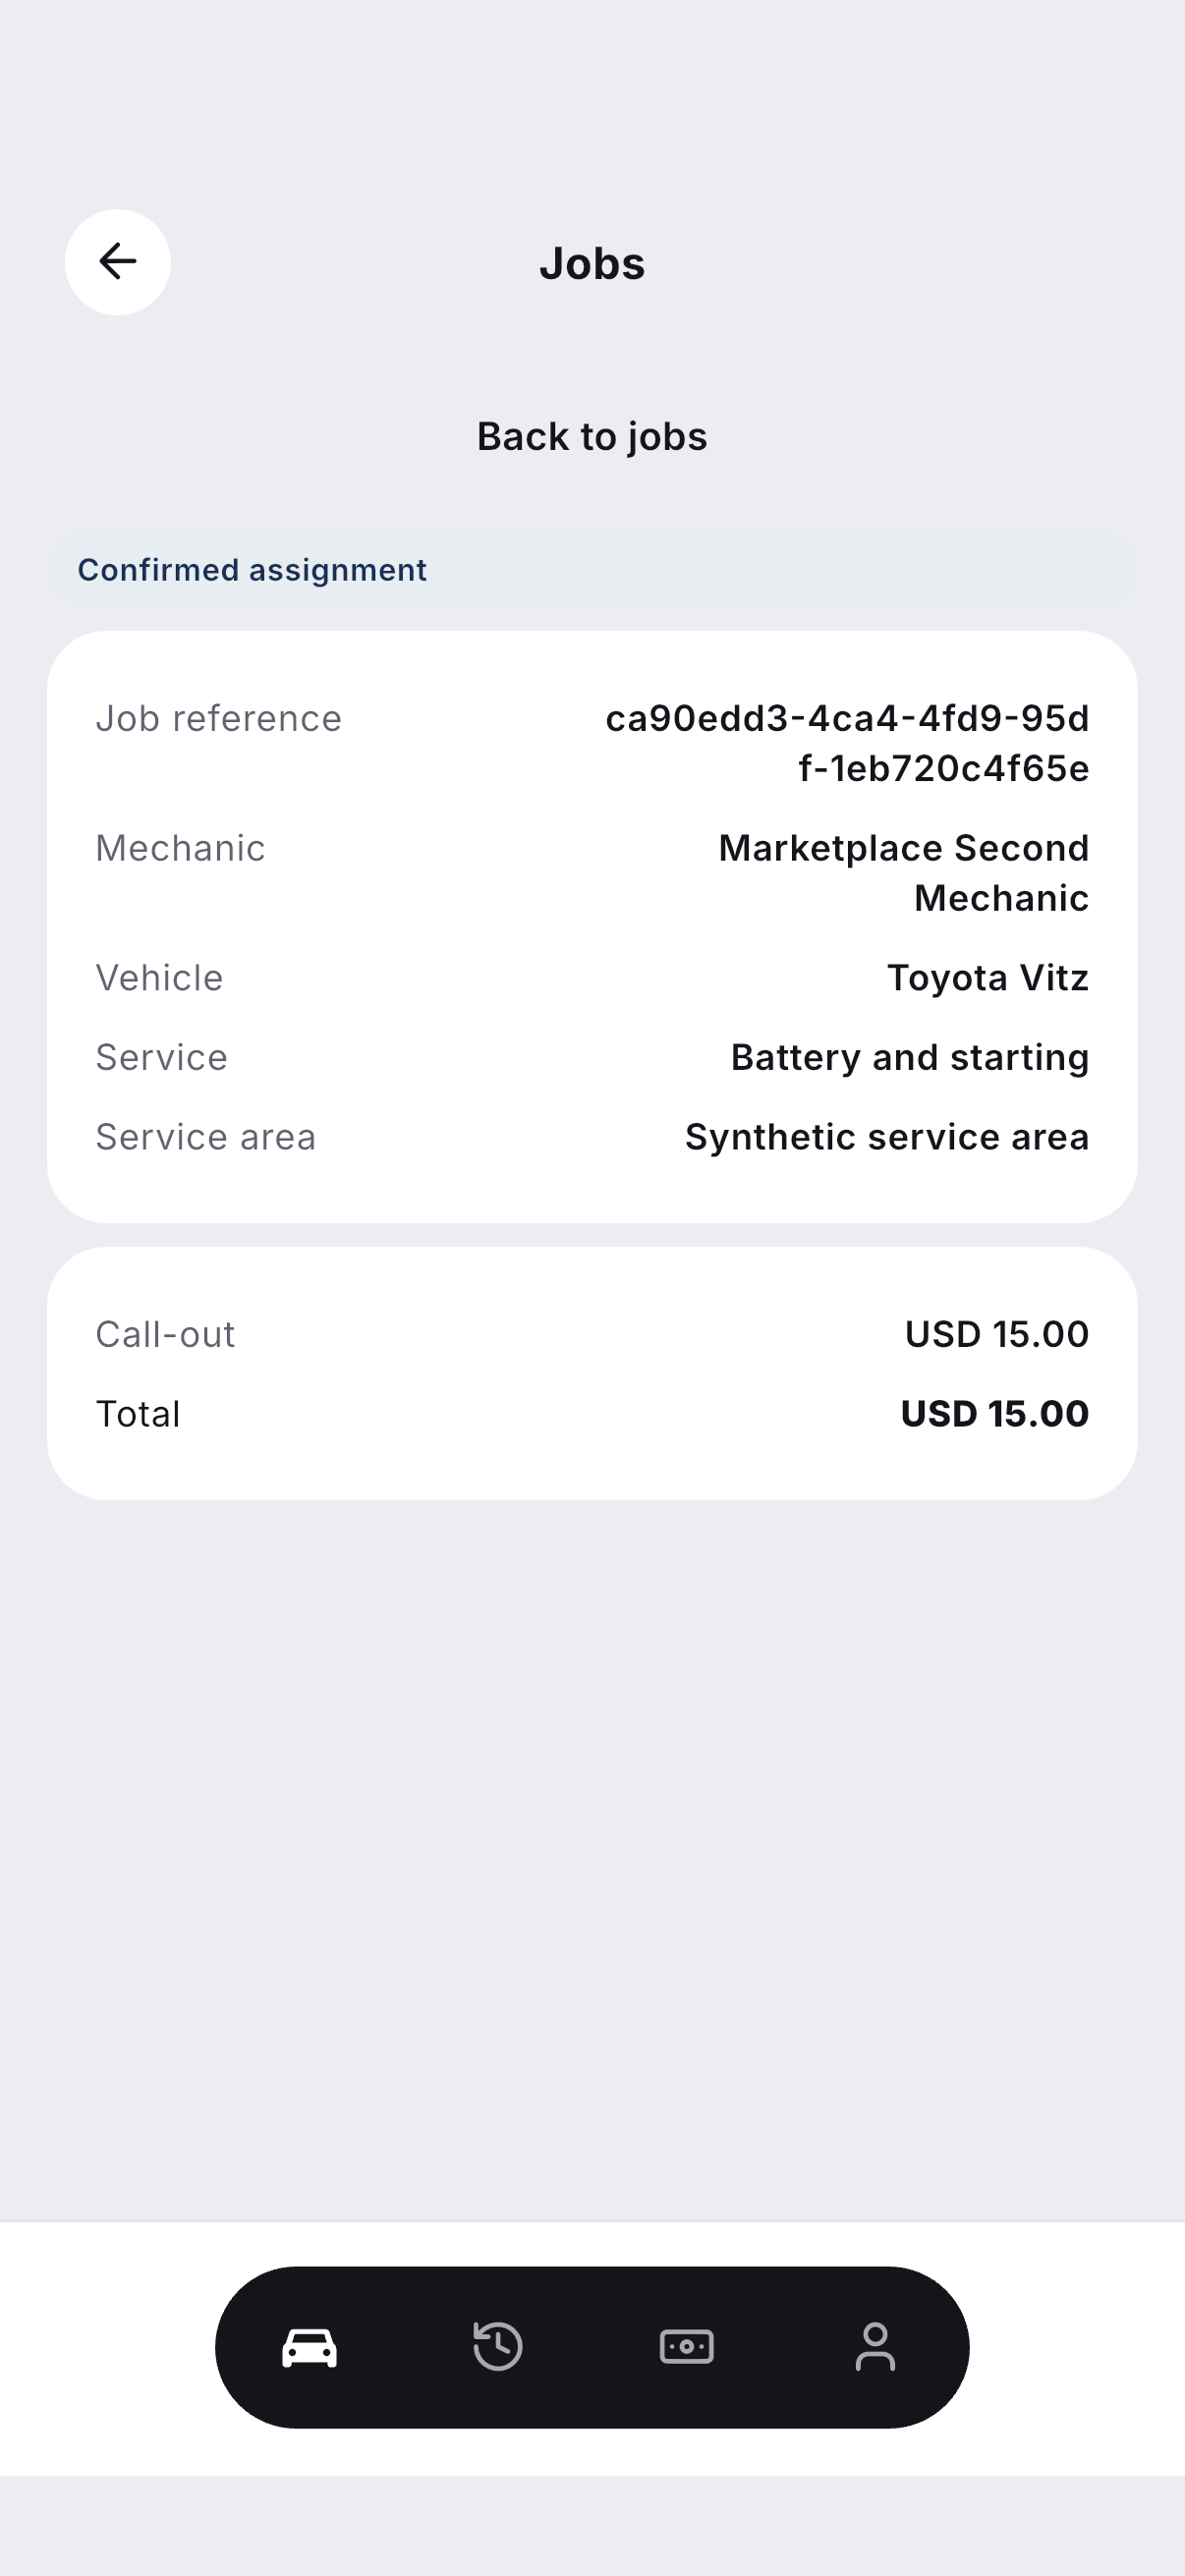 Jobs
Back to jobs
Confirmed assignment
Job reference
ca90edd3-4ca4-4fd9-95d
f-1eb720c4f65e
Mechanic
Marketplace Second
Mechanic
Vehicle
Toyota Vitz
Service
Battery and starting
Service area
Synthetic service area
Call-out
USD 15.00
Total
USD 15.00